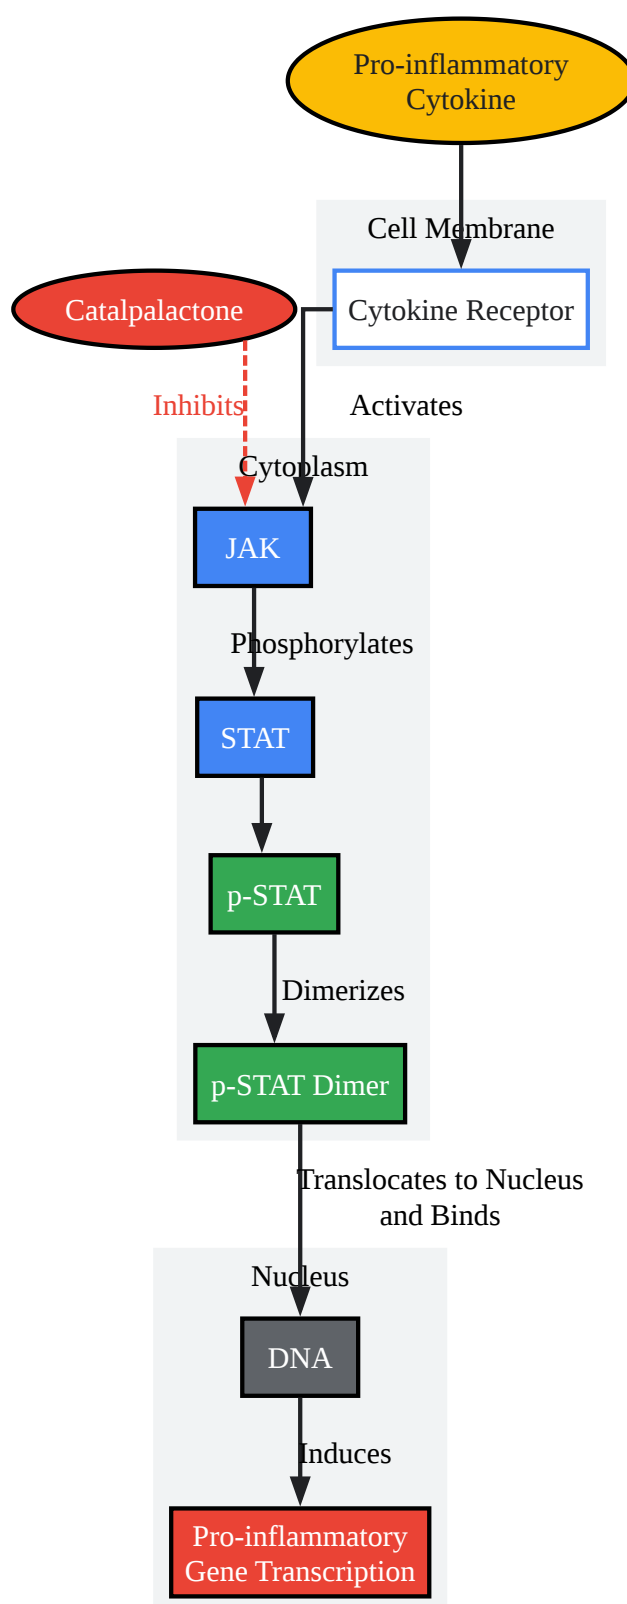 Pro-inflammatory
Cytokine
Cell Membrane
Catalpalactone
Cytokine Receptor
Inhibits
Activates
Cytoplasm
JAK
Phosphorylates
STAT
p-STAT
Dimerizes
p-STAT Dimer
Translocates to Nucleus
and Binds
Nucleus
DNA
Induces
Pro-inflammatory
Gene Transcription